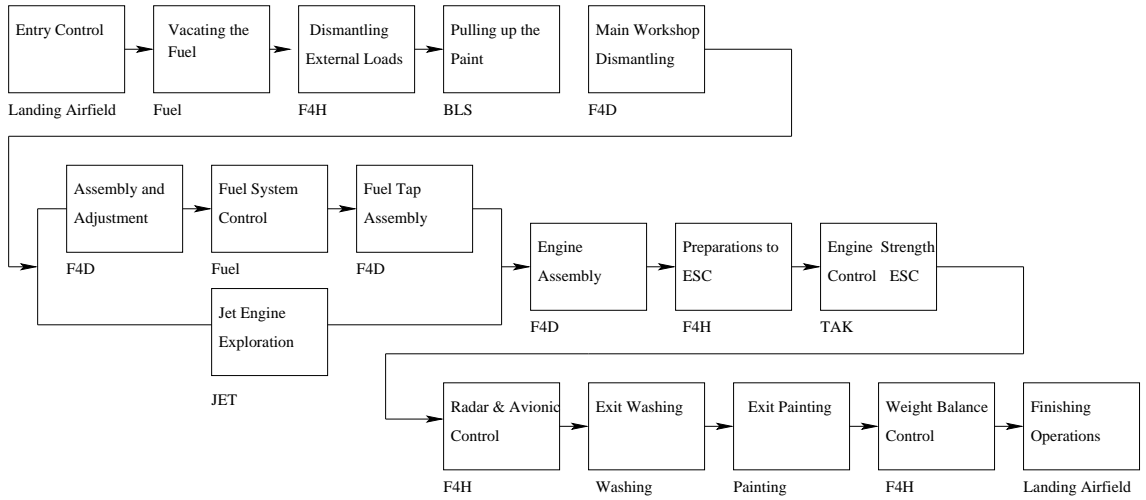 Entry Control
Landing Airfield
Vacating the
Fuel
Fuel
Dismantling
External Loads
F4H
Pulling up the
Paint
BLS
Main Workshop
Dismantling
F4D
Assembly and
Adjustment
F4D
Fuel System
Control
Fuel
Fuel Tap
Assembly
F4D
Jet Engine
Exploration
JET
Engine
Assembly
F4D
Preparations to
ESC
F4H
Engine Strength
Control ESC
TAK
Radar & Avionic
Control
F4H
Exit Washing
Washing
Exit Painting
Painting
Weight Balance
Control
F4H
Finishing
Operations
Landing Airfield